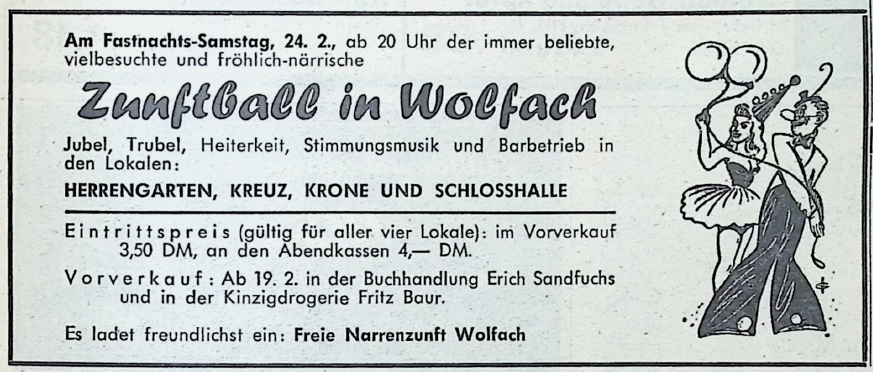 Am Fastnachts-Samstag, 24. 2., ab 20 Uhr der immer beliebte,
vielbesuchte und fröhlich-närrische
Zunftball in Wolfach
Jubel, Trubel, Heiterkeit, Stimmungsmusik und Barbetrieb in
den Lokalen:
HERRENGARTEN, KREUZ, KRONE UND SCHLOSSHALLE
Eintrittspreis (gültig für aller vier Lokale): im Vorverkauf
3,50 DM, an den Abendkassen 4,— DM.
Vorverkauf: Ab 19. 2. in der Buchhandlung Erich Sandfuchs
und in der Kinzigdrogerie Fritz Baur.
Es ladet freundlichst ein: Freie Narrenzunft Wolfach